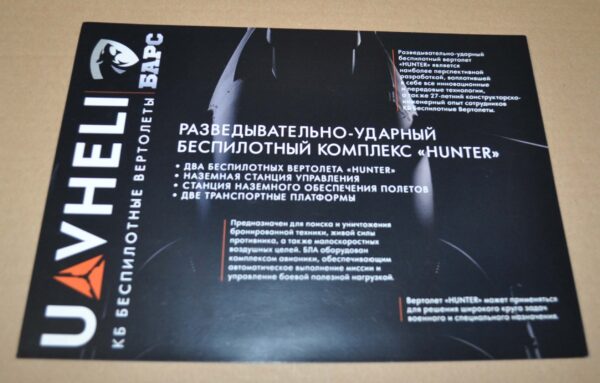 UAVHELI
КБ БЕСПИЛОТНЫЕ ВЕРТОЛЕТЫ
БАРС
Разведывательно-ударный
беспилотный вертолет
«HUNTER» является
наиболее перспективной
разработкой, воплотившей
в себе все инновационные
и передовые технологии,
а также 27-летний конструкторско-
инженерный опыт сотрудников
КБ Беспилотные Вертолеты.
РАЗВЕДЫВАТЕЛЬНО-УДАРНЫЙ
БЕСПИЛОТНЫЙ КОМПЛЕКС «HUNTER»
• ДВА БЕСПИЛОТНЫХ ВЕРТОЛЕТА «HUNTER»
• НАЗЕМНАЯ СТАНЦИЯ УПРАВЛЕНИЯ
• СТАНЦИЯ НАЗЕМНОГО ОБЕСПЕЧЕНИЯ ПОЛЕТОВ
• ДВЕ ТРАНСПОРТНЫЕ ПЛАТФОРМЫ
Предназначен для поиска и уничтожения
бронированной техники, живой силы
противника, а также малоскоростных
воздушных целей. БЛА оборудован
комплексом авионики, обеспечивающим
автоматическое выполнение миссии и
управление боевой полезной нагрузкой.
Вертолет «HUNTER» может применяться
для решения широкого круга задач
военного и специального назначения.